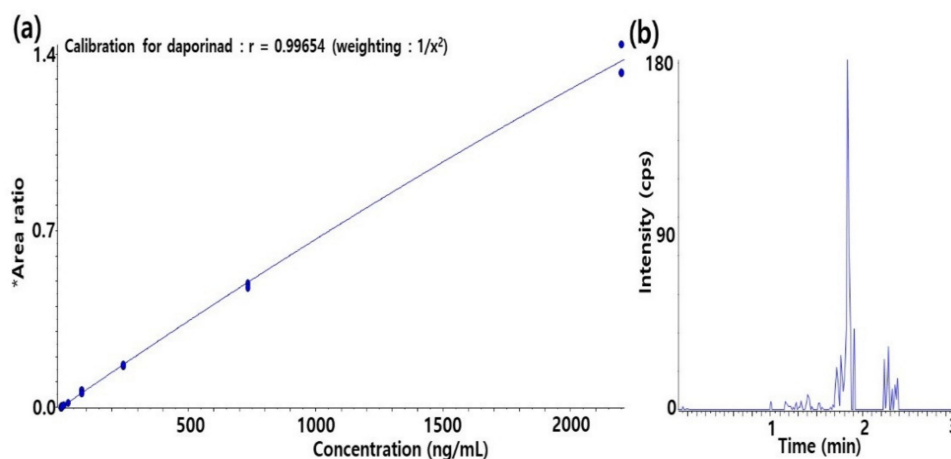 (a)
Calibration for daporinad : r = 0.99654 (weighting : 1/x²)
1.4
0.7
0.0
*Area ratio
500
1000
1500
2000
Concentration (ng/mL)
(b)
180
90
0
Intensity (cps)
1
2
3
Time (min)